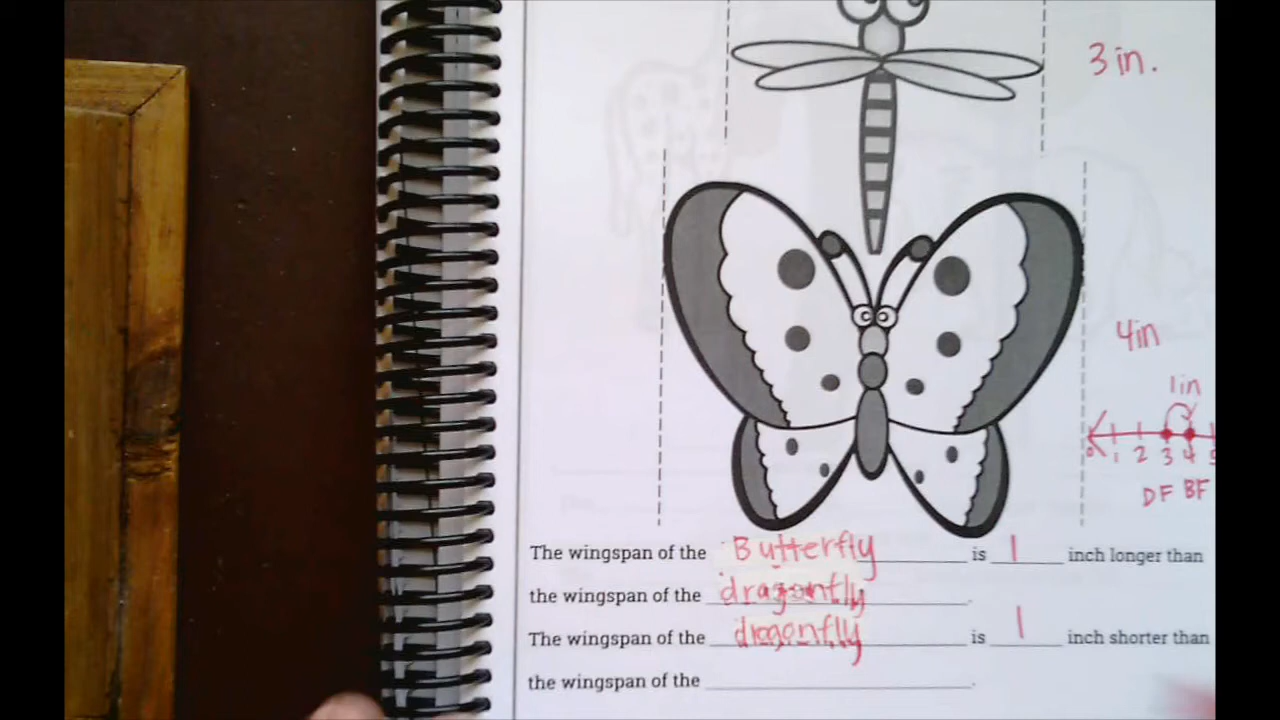 3 in.
4in
1in
0 1 2 3 4 5
DF BF
The wingspan of the Butterfly is 1 inch longer than
the wingspan of the dragonfly.
The wingspan of the dragonfly is 1 inch shorter than
the wingspan of the .